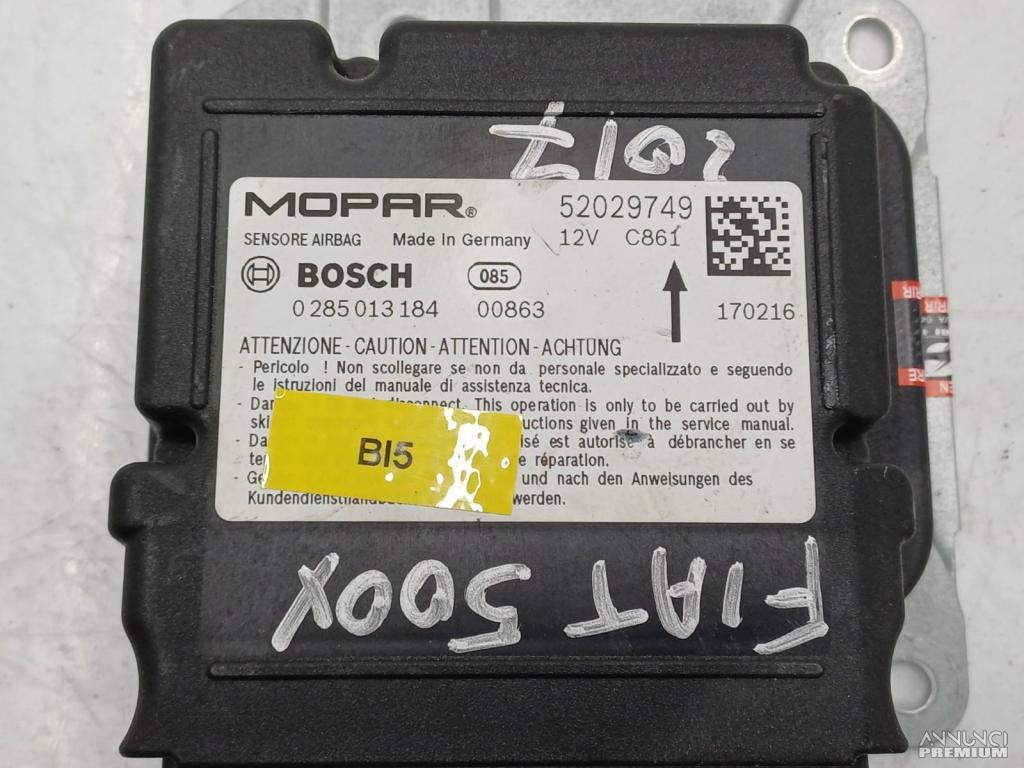 2017
MOPAR® 52029749
SENSORE AIRBAG Made In Germany 12V C861
BOSCH 085
0 285 013 184 00863 170216
ATTENZIONE - CAUTION - ATTENTION - ACHTUNG
- Pericolo ! Non scollegare se non da personale specializzato e seguendo
le istruzioni del manuale di assistenza tecnica.
disconnect. This operation is only to be carried out by
given in the service manual.
est autorisé à débrancher en se
réparation.
und nach den Anweisungen des
werden.
BI5
FIAT 500X
ANNUNCI
PREMIUM